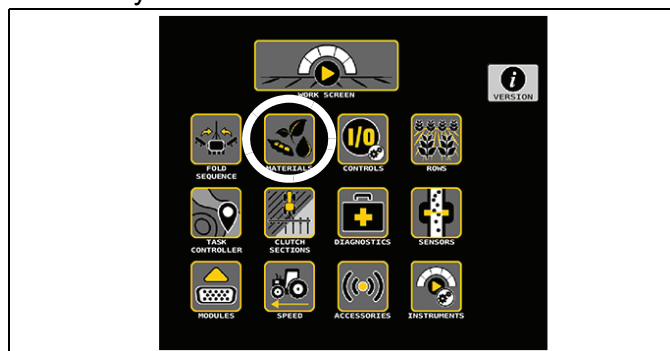 WORK SCREEN
VERSION
FOLD
SEQUENCE
MATERIALS
CONTROLS
ROWS
TASK
CONTROLLER
CLUTCH
SECTIONS
DIAGNOSTICS
SENSORS
MODULES
SPEED
ACCESSORIES
INSTRUMENTS
I/O
i